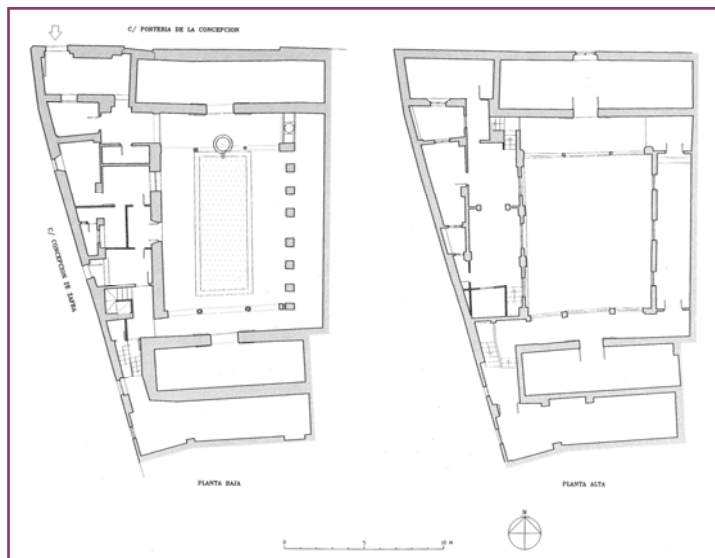 C/ PORTERIA DE LA CONCEPCION
C/ CONCEPCION DE ZAFRA
PLANTA BAJA
PLANTA ALTA
N
0 5 10 M